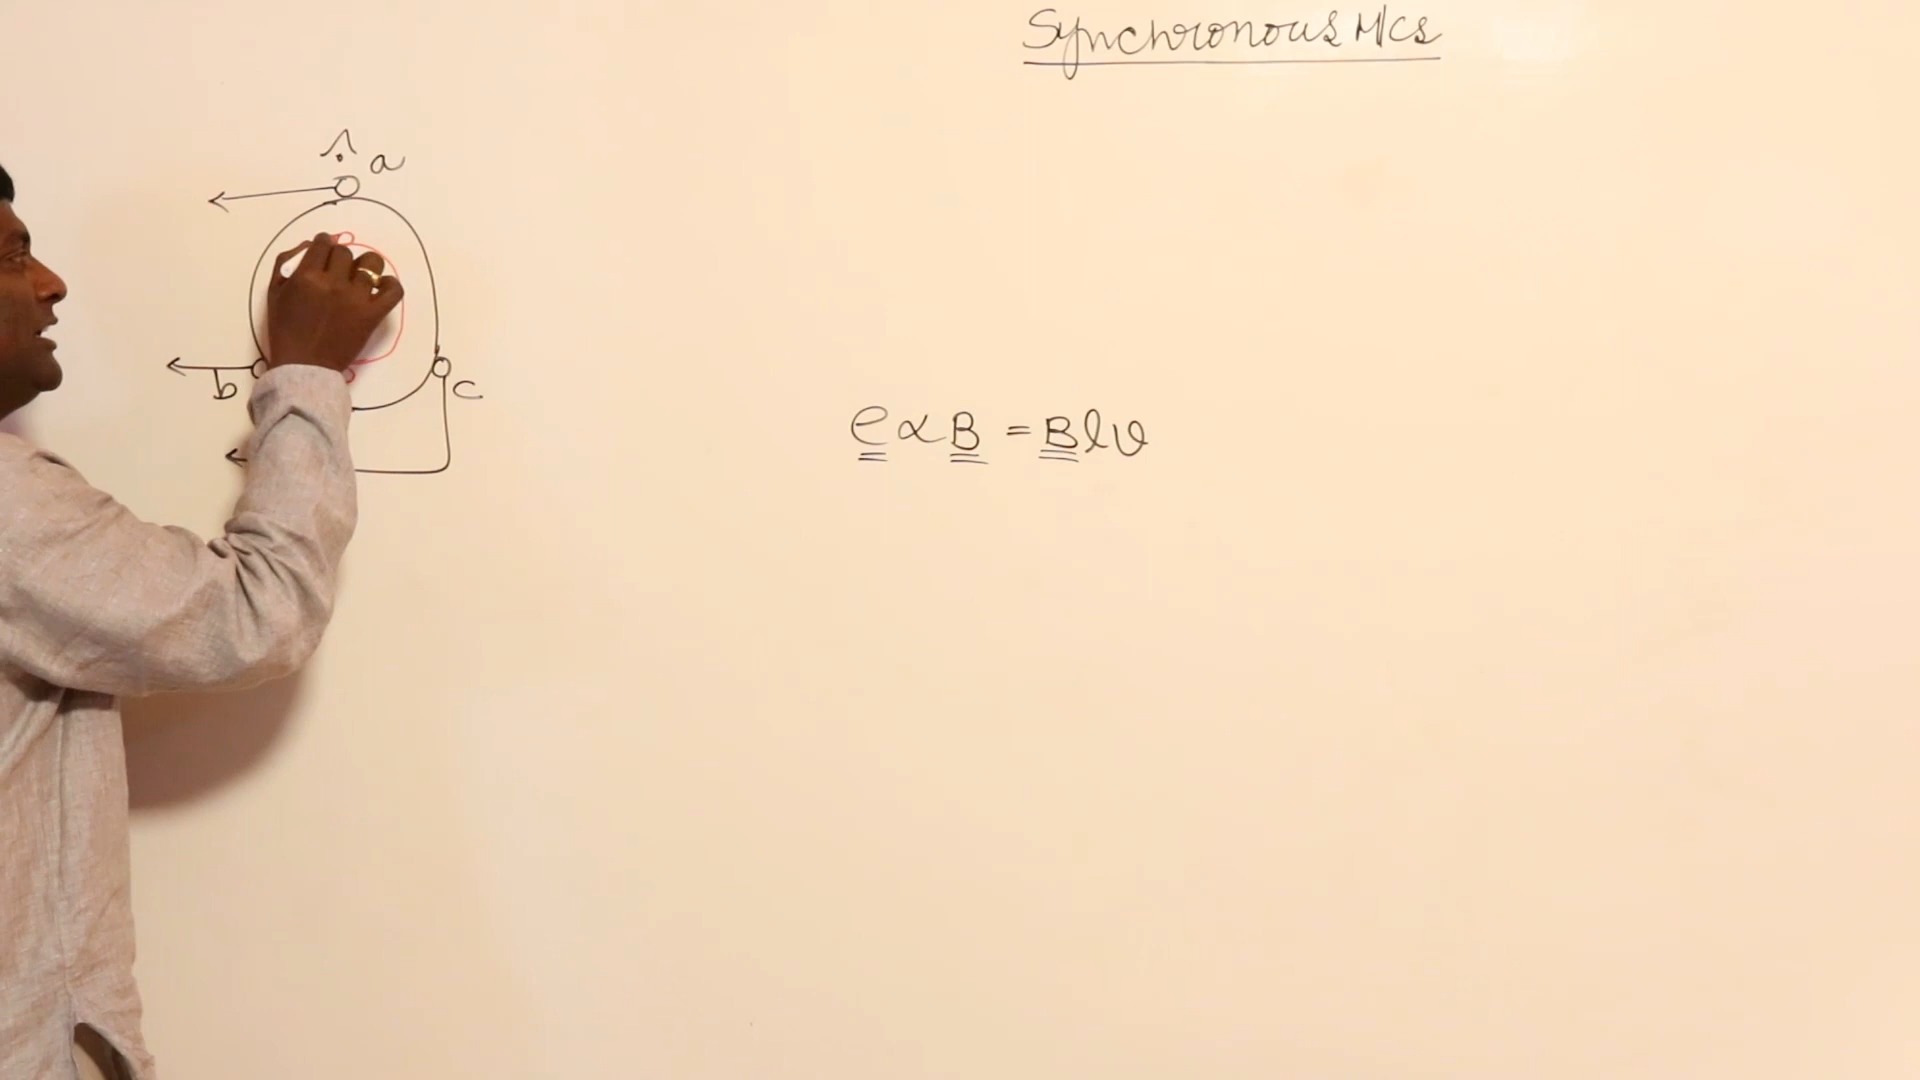 Synchronous M/cs
a
b
c
e ∝ B = Blv